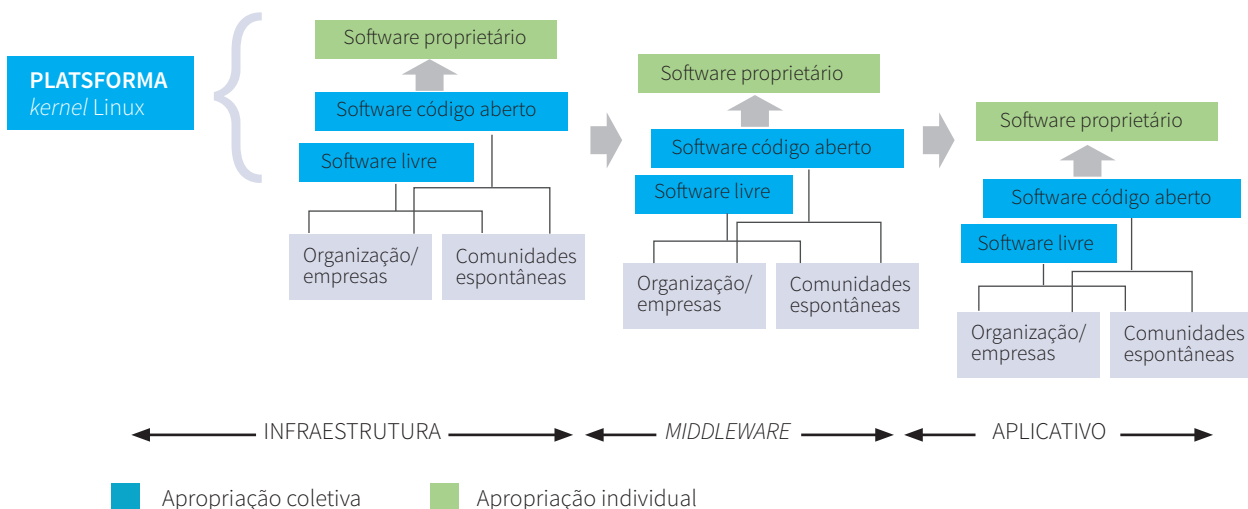 PLATSFORMA
kernel Linux
Software proprietário
Software código aberto
Software livre
Organização/
empresas
Comunidades
espontâneas
Software proprietário
Software código aberto
Software livre
Organização/
empresas
Comunidades
espontâneas
Software proprietário
Software código aberto
Software livre
Organização/
empresas
Comunidades
espontâneas
INFRAESTRUTURA
MIDDLEWARE
APLICATIVO
Apropriação coletiva
Apropriação individual